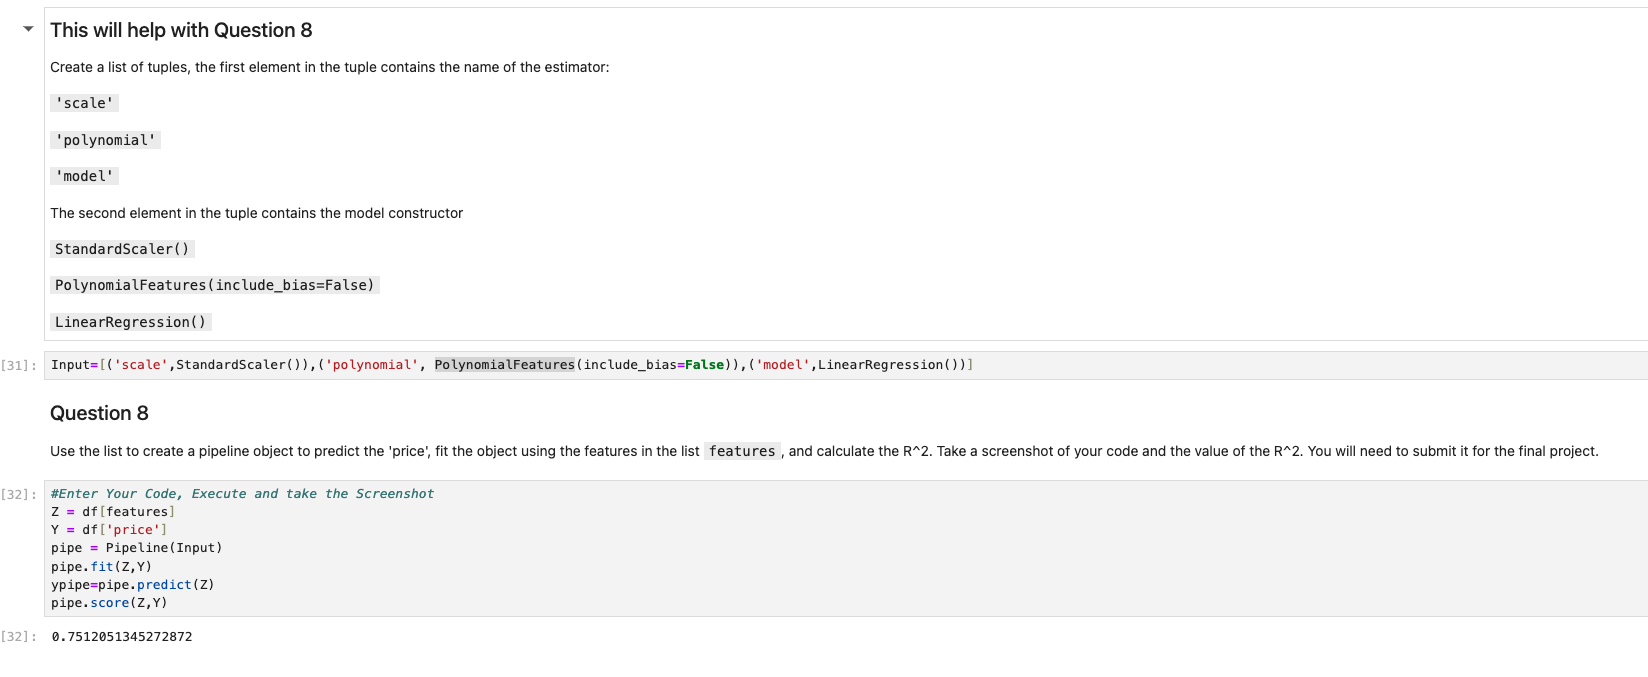 This will help with Question 8
Create a list of tuples, the first element in the tuple contains the name of the estimator:
'scale'
'polynomial'
'model'
The second element in the tuple contains the model constructor
StandardScaler()
PolynomialFeatures(include_bias=False)
LinearRegression()
[31]: Input=[('scale',StandardScaler()),('polynomial', PolynomialFeatures(include_bias=False)),('model',LinearRegression())]
Question 8
Use the list to create a pipeline object to predict the 'price', fit the object using the features in the list features , and calculate the R^2. Take a screenshot of your code and the value of the R^2. You will need to submit it for the final project.
[32]: #Enter Your Code, Execute and take the Screenshot
Z = df[features]
Y = df['price']
pipe = Pipeline(Input)
pipe.fit(Z,Y)
ypipe=pipe.predict(Z)
pipe.score(Z,Y)
[32]: 0.7512051345272872